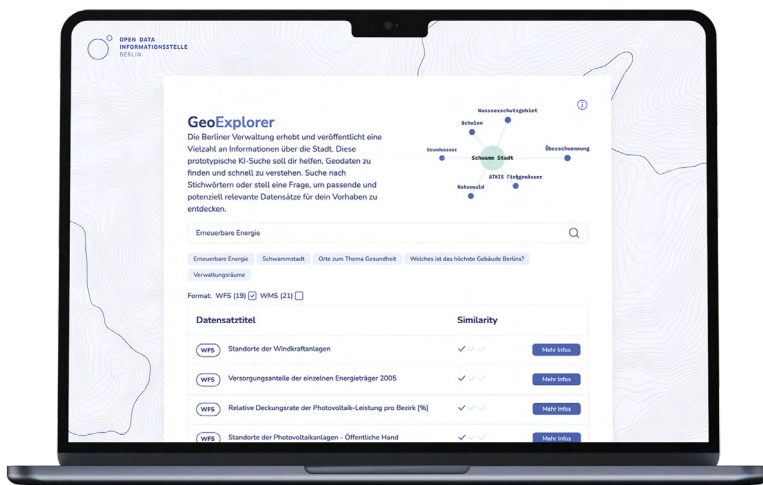 OPEN DATA
INFORMATIONSSTELLE
BERLIN
GeoExplorer
Die Berliner Verwaltung erhebt und veröffentlicht eine
Vielzahl an Informationen über die Stadt. Diese
prototypische KI-Suche soll dir helfen, Geodaten zu
finden und schnell zu verstehen. Suche nach
Stichwörtern oder stell eine Frage, um passende und
potenziell relevante Datensätze für dein Vorhaben zu
entdecken.
Wassserschutzgebiet
Schulen
Grundwasser
Schwamm Stadt
Überschwemmung
ATKIS Fließgewässer
Naturwald
Erneuerbare Energie
Erneuerbare Energie Schwammstadt Orte zum Thema Gesundheit Welches ist das höchste Gebäude Berlins?
Verwaltungsräume
Format: WFS (19) WMS (21)
Datensatztitel Similarity
WFS Standorte der Windkraftanlagen Mehr Infos
WFS Versorgungsanteile der einzelnen Energieträger 2005 Mehr Infos
WFS Relative Deckungsrate der Photovoltaik-Leistung pro Bezirk [%] Mehr Infos
WFS Standorte der Photovoltaikanlagen - Öffentliche Hand Mehr Infos